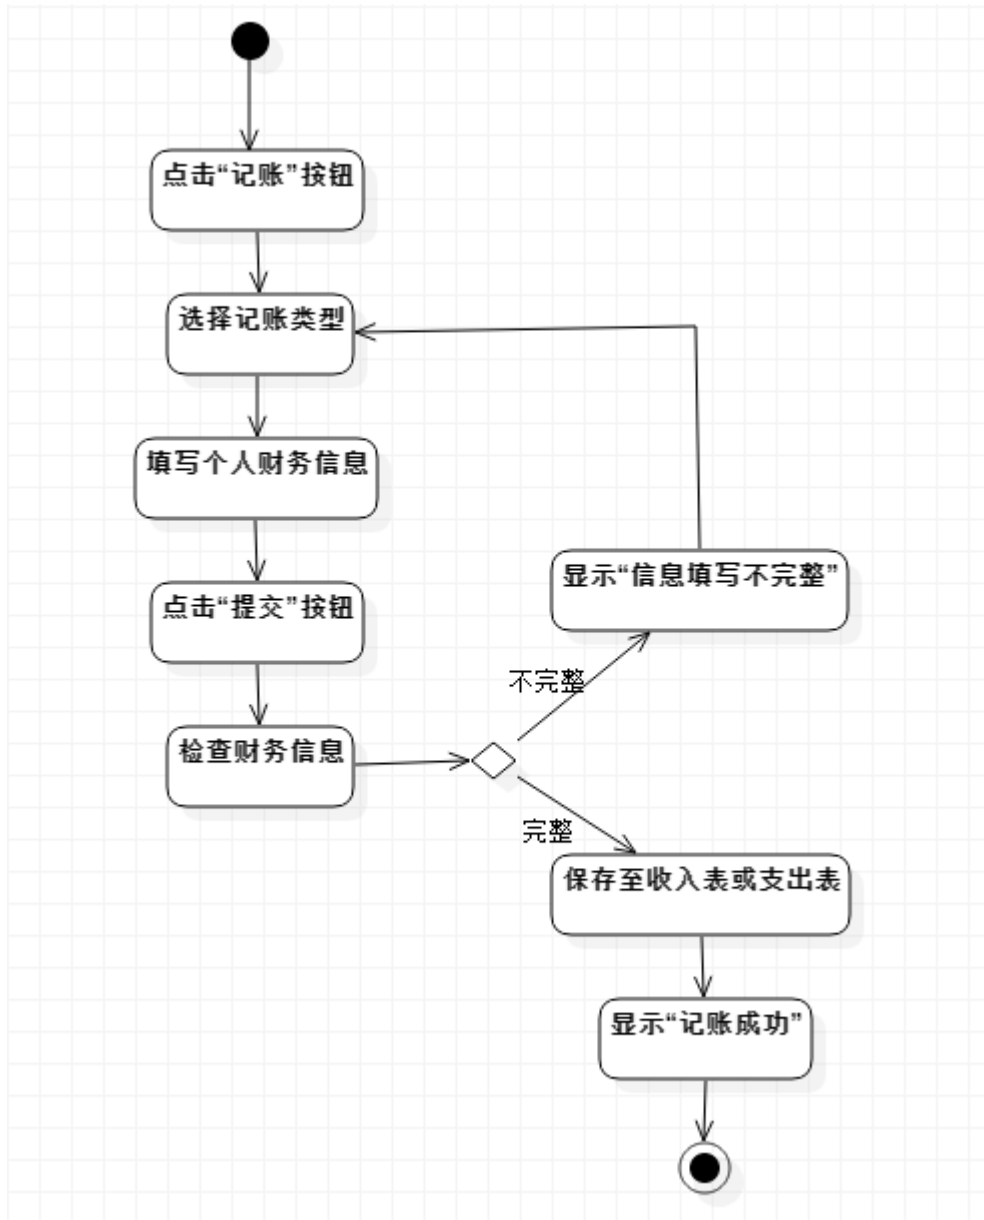 点击“记账”按钮
选择记账类型
填写个人财务信息
点击“提交”按钮
检查财务信息
不完整
显示“信息填写不完整”
完整
保存至收入表或支出表
显示“记账成功”